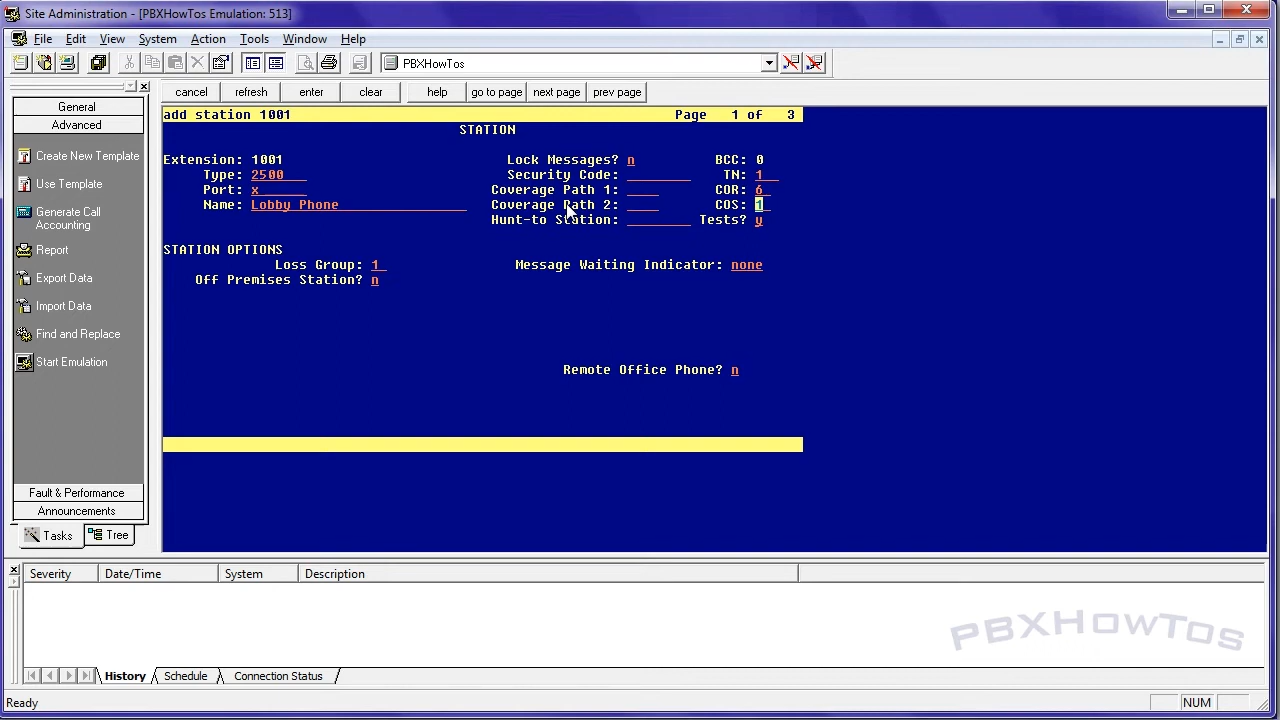 Site Administration - [PBXHowTos Emulation: 513]
File Edit View System Action Tools Window Help
PBXHowTos
cancel refresh enter clear help go to page next page prev page
General
Advanced
Create New Template
Use Template
Generate Call
Accounting
Report
Export Data
Import Data
Find and Replace
Start Emulation
Fault & Performance
Announcements
Tasks Tree
add station 1001 Page 1 of 3
STATION
Extension: 1001 Lock Messages? n BCC: 0
Type: 2500 Security Code: TN: 1
Port: x Coverage Path 1: COR: 6
Name: Lobby Phone Coverage Path 2: COS: 1
Hunt-to Station: Tests? y
STATION OPTIONS
Loss Group: 1 Message Waiting Indicator: none
Off Premises Station? n
Remote Office Phone? n
Severity Date/Time System Description
PBXHowTos
History Schedule Connection Status
Ready NUM